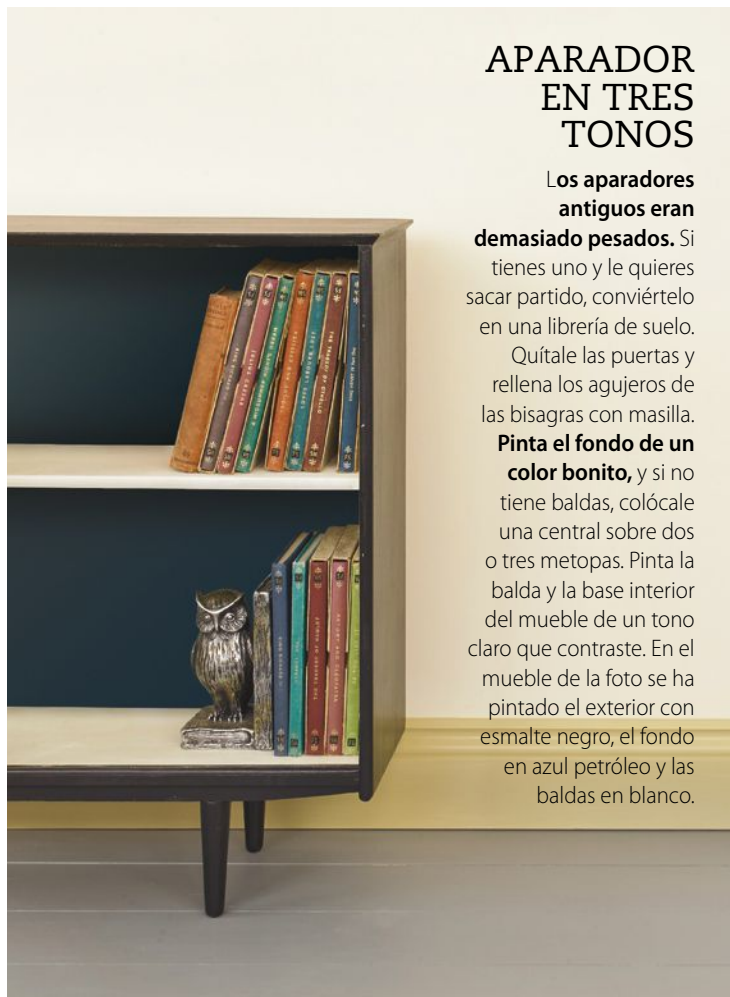 APARADOR
EN TRES
TONOS
Los aparadores
antiguos eran
demasiado pesados. Si
tienes uno y le quieres
sacar partido, conviértelo
en una librería de suelo.
Quítale las puertas y
rellena los agujeros de
las bisagras con masilla.
Pinta el fondo de un
color bonito, y si no
tiene baldas, colócale
una central sobre dos
o tres metopas. Pinta la
balda y la base interior
del mueble de un tono
claro que contraste. En el
mueble de la foto se ha
pintado el exterior con
esmalte negro, el fondo
en azul petróleo y las
baldas en blanco.